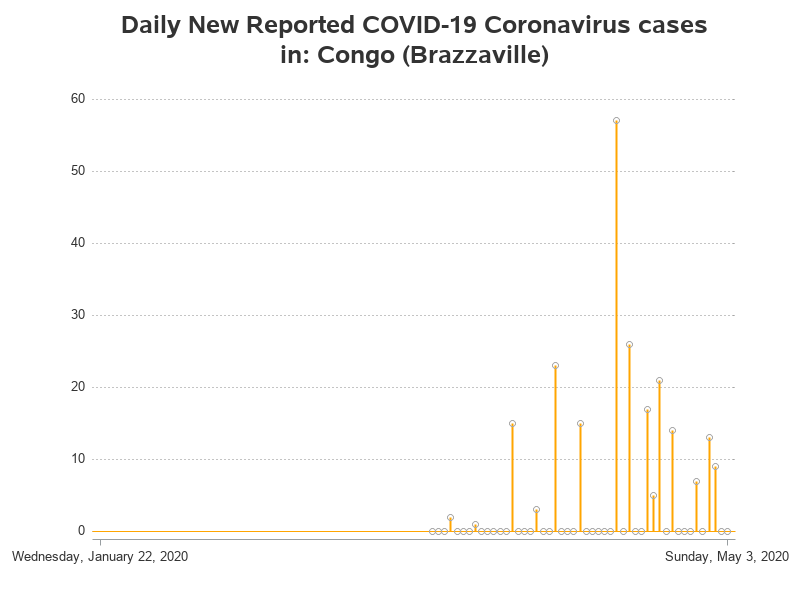 Daily New Reported COVID-19 Coronavirus cases
in: Congo (Brazzaville)
60
50
40
30
20
10
0
Wednesday, January 22, 2020
Sunday, May 3, 2020